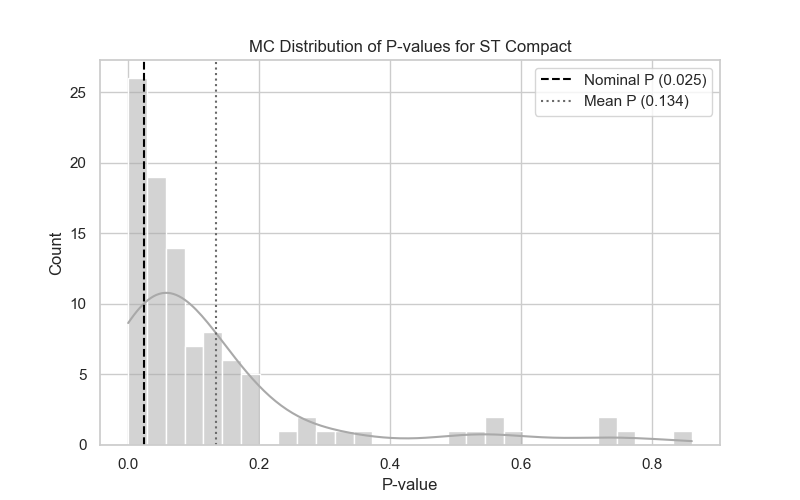 MC Distribution of P-values for ST Compact
Nominal P (0.025)
Mean P (0.134)
Count
25
20
15
10
5
0
0.0 0.2 0.4 0.6 0.8
P-value